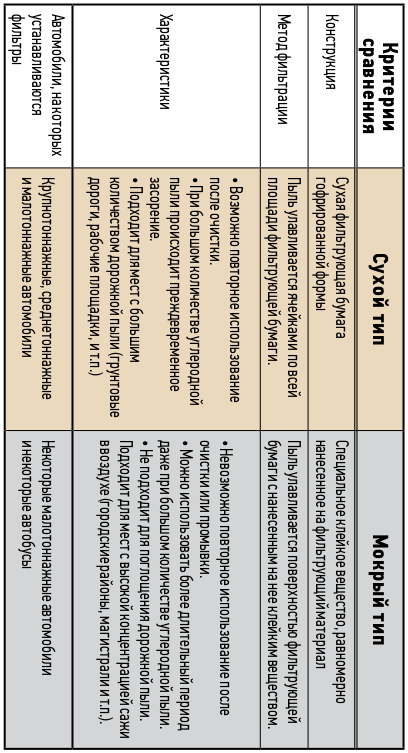 Критерии
сравнения
Сухой тип
Мокрый тип
Конструкция
Сухая фильтрующая бумага
гофрированной формы
Специальное клейкое вещество, равномерно
нанесенное на фильтрующий материал
Метод фильтрации
Пыль улавливается ячейками по всей
площади фильтрующей бумаги.
Пыль улавливается поверхностью фильтрующей
бумаги с нанесенным на нее клейким веществом.
Характеристики
• Возможно повторное использование
после очистки.
• При большом количестве углеродной
пыли происходит преждевременное
засорение.
• Подходит для мест с большим
количеством дорожной пыли (грунтовые
дороги, рабочие площадки, и т.п.)
• Невозможно повторное использование после
очистки или промывки.
• Можно использовать более длительный период
даже при большом количестве углеродной пыли.
• Не подходит для поглощения дорожной пыли.
Подходит для мест с высокой концентрацией сажи
в воздухе (городские районы, магистрали и т.п.).
Автомобили, на которых
устанавливаются
фильтры
Крупнотоннажные, среднетоннажные
и малотоннажные автомобили
Некоторые малотоннажные автомобили
и некоторые автобусы